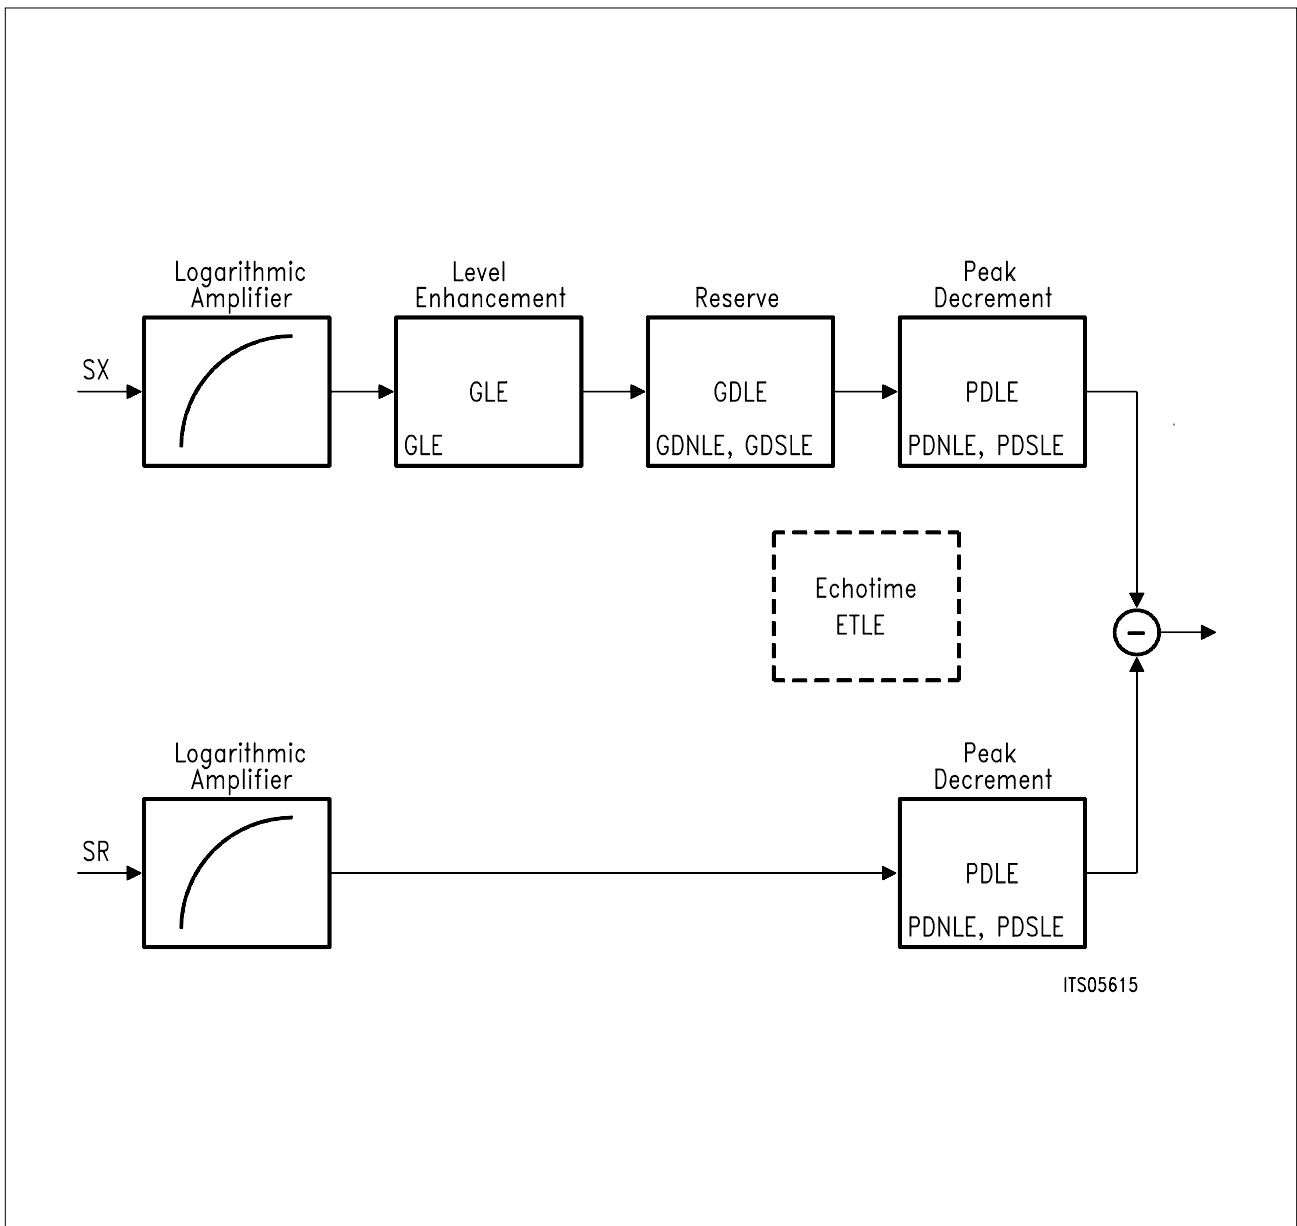 Logarithmic
Amplifier
Level
Enhancement
Reserve
Peak
Decrement
SX
GLE
GLE
GDLE
GDNLE, GDSLE
PDLE
PDNLE, PDSLE
Echotime
ETLE
−
Logarithmic
Amplifier
Peak
Decrement
SR
PDLE
PDNLE, PDSLE
ITS05615